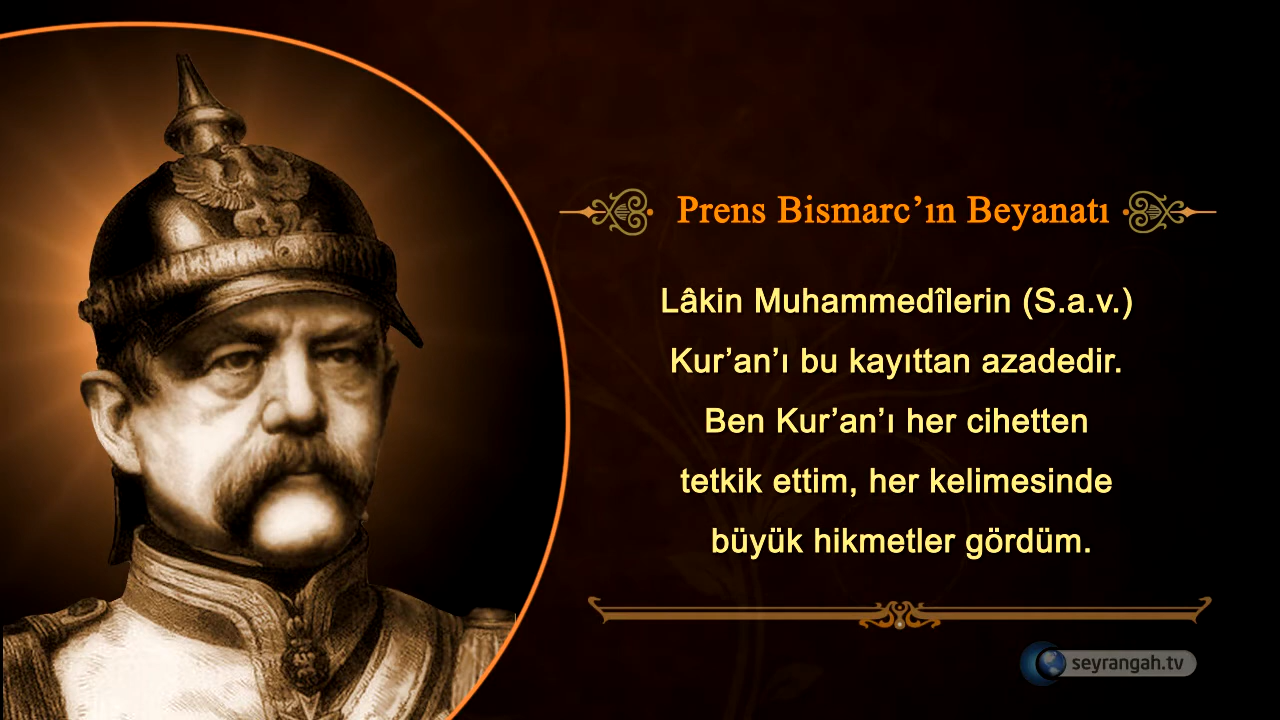 Prens Bismarc’ın Beyanatı
Lâkin Muhammedîlerin (S.a.v.)
Kur’an’ı bu kayıttan azadedir.
Ben Kur’an’ı her cihetten
tetkik ettim, her kelimesinde
büyük hikmetler gördüm.
seyrangah.tv